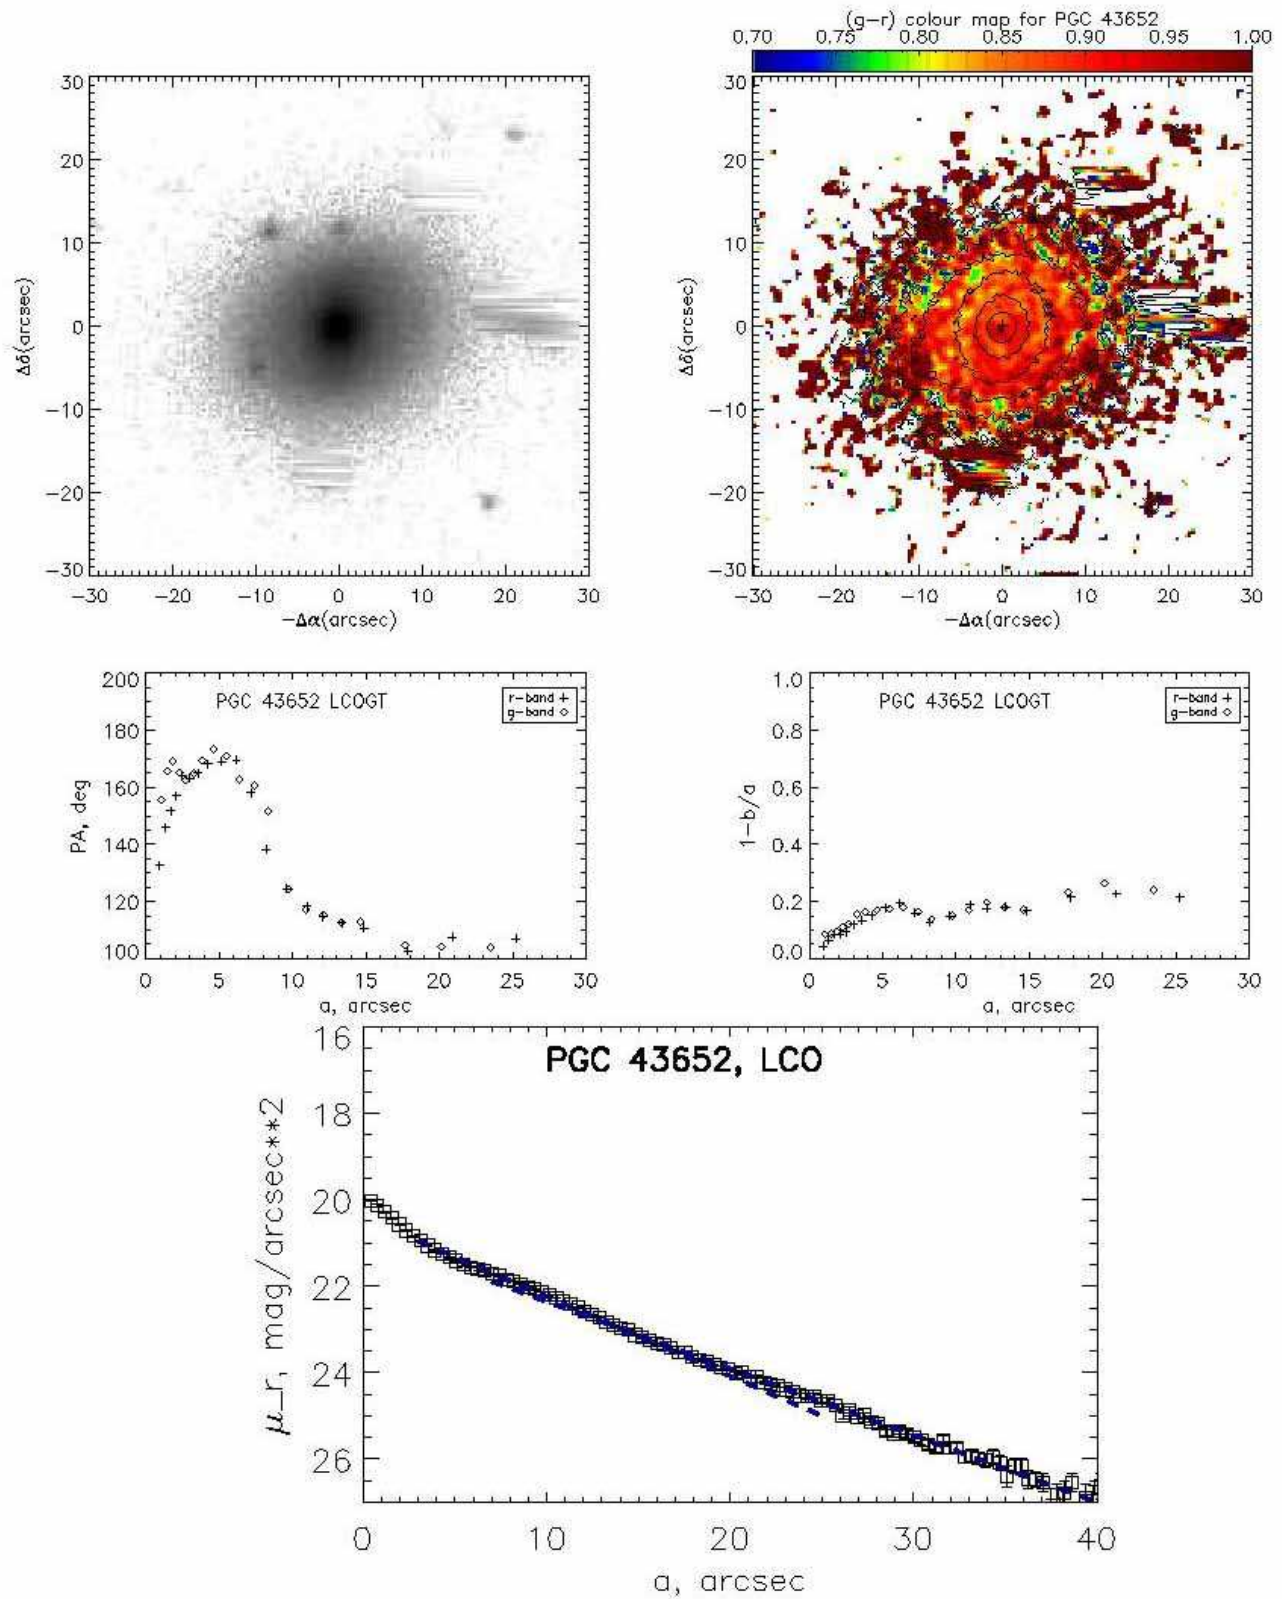 (g−r) colour map for PGC 43652
0.70 0.75 0.80 0.85 0.90 0.95 1.00
30
20
10
0
−10
−20
−30
Δδ(arcsec)
−30 −20 −10 0 10 20 30
−Δα(arcsec)
30
20
10
0
−10
−20
−30
Δδ(arcsec)
−30 −20 −10 0 10 20 30
−Δα(arcsec)
PGC 43652 LCOGT
r−band +
g−band ◇
200
180
160
140
120
100
PA, deg
0 5 10 15 20 25 30
a, arcsec
PGC 43652 LCOGT
r−band +
g−band ◇
1.0
0.8
0.6
0.4
0.2
0.0
1−b/a
0 5 10 15 20 25 30
a, arcsec
PGC 43652, LCO
16
18
20
22
24
26
μ_r, mag/arcsec**2
0 10 20 30 40
a, arcsec